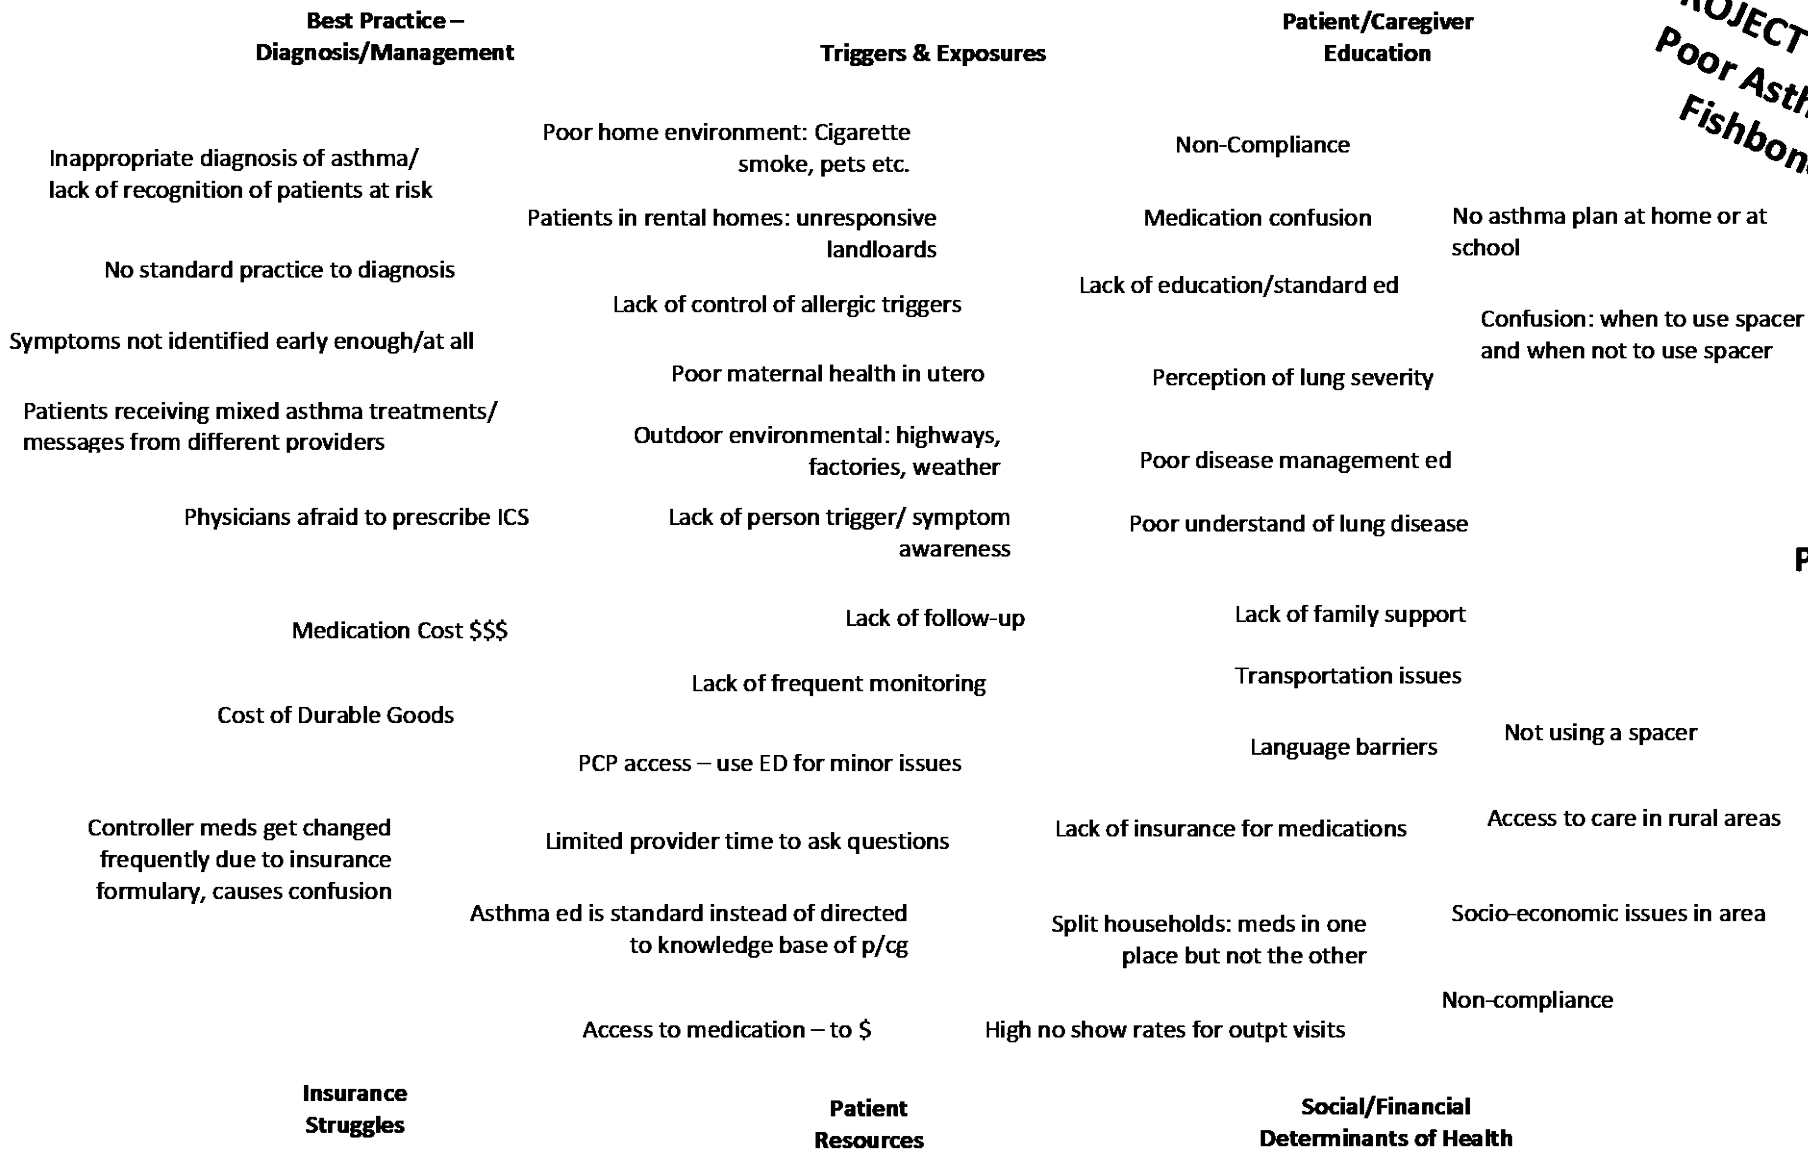 Best Practice –
Diagnosis/Management
Inappropriate diagnosis of asthma/
lack of recognition of patients at risk
No standard practice to diagnosis
Symptoms not identified early enough/at all
Patients receiving mixed asthma treatments/
messages from different providers
Physicians afraid to prescribe ICS
Triggers & Exposures
Poor home environment: Cigarette
smoke, pets etc.
Patients in rental homes: unresponsive
landloards
Lack of control of allergic triggers
Poor maternal health in utero
Outdoor environmental: highways,
factories, weather
Lack of person trigger/ symptom
awareness
Patient/Caregiver
Education
Non-Compliance
Medication confusion
Lack of education/standard ed
Perception of lung severity
Poor disease management ed
Poor understand of lung disease
No asthma plan at home or at
school
Confusion: when to use spacer
and when not to use spacer
ROJECT
Poor Asth
Fishbon
P
Medication Cost $$$
Cost of Durable Goods
Controller meds get changed
frequently due to insurance
formulary, causes confusion
Insurance
Struggles
Lack of follow-up
Lack of frequent monitoring
PCP access – use ED for minor issues
Limited provider time to ask questions
Asthma ed is standard instead of directed
to knowledge base of p/cg
Access to medication – to $
Patient
Resources
Lack of family support
Transportation issues
Language barriers
Lack of insurance for medications
Split households: meds in one
place but not the other
High no show rates for outpt visits
Not using a spacer
Access to care in rural areas
Socio-economic issues in area
Non-compliance
Social/Financial
Determinants of Health